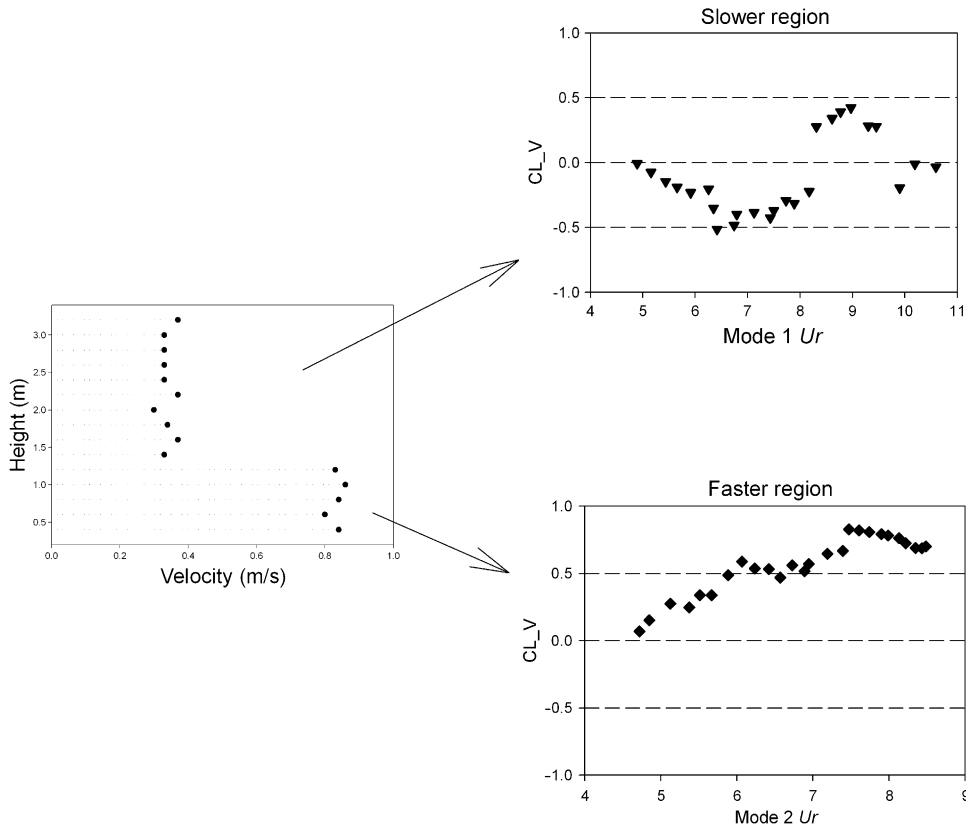 Slower region
1.0
0.5
0.0
-0.5
-1.0
CL_V
4 5 6 7 8 9 10 11
Mode 1 Ur
3.0
2.5
2.0
1.5
1.0
0.5
Height (m)
0.0 0.2 0.4 0.6 0.8 1.0
Velocity (m/s)
Faster region
1.0
0.5
0.0
-0.5
-1.0
CL_V
4 5 6 7 8 9
Mode 2 Ur